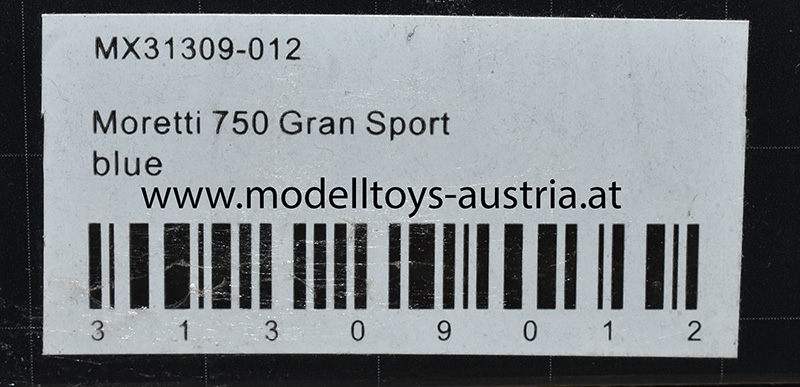 MX31309-012
Moretti 750 Gran Sport
blue
www.modelltoys-austria.at
3 1 3 0 9 0 1 2